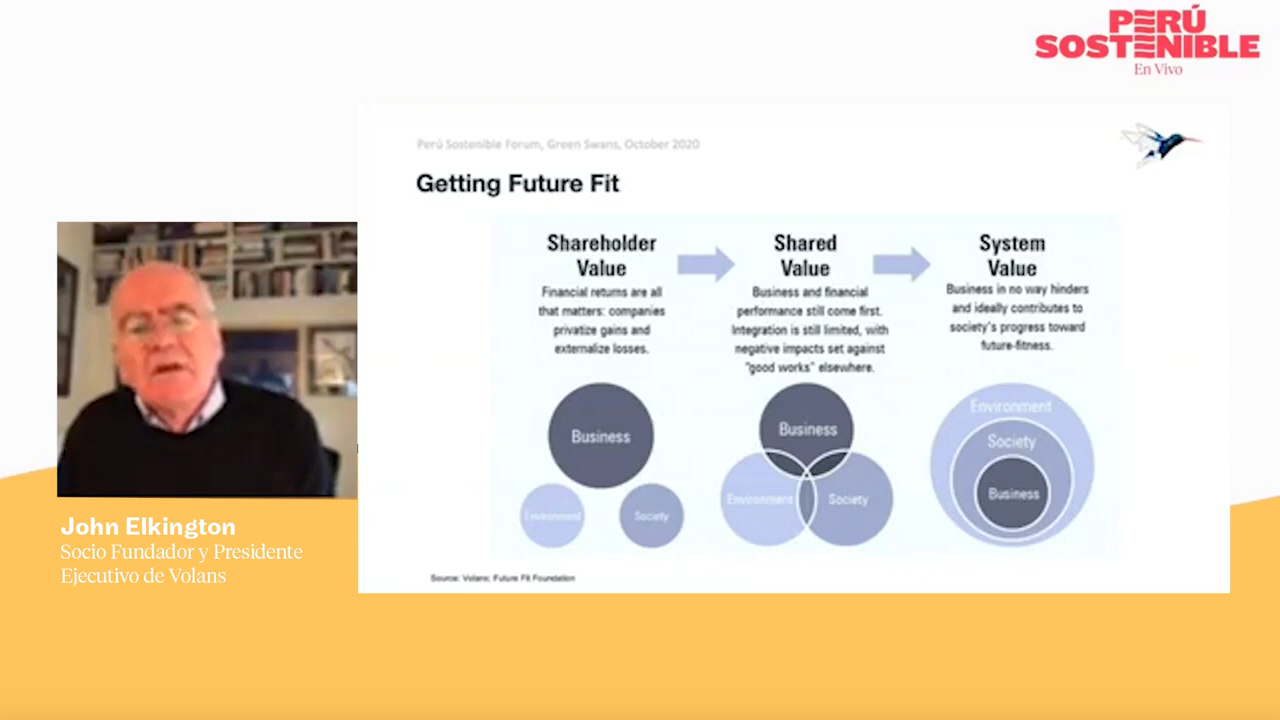 PERÚ
SOSTENIBLE
En Vivo
Perú Sostenible Forum, Green Swans, October 2020
Getting Future Fit
Shareholder
Value
Financial returns are all
that matters: companies
privatize gains and
externalize losses.
Business
Environment
Society
Shared
Value
Business and financial
performance still come first.
Integration is still limited, with
negative impacts set against
"good works" elsewhere.
Business
Environment
Society
System
Value
Business in no way hinders
and ideally contributes to
society's progress toward
future-fitness.
Environment
Society
Business
Source: Volans; Future Fit Foundation
John Elkington
Socio Fundador y Presidente
Ejecutivo de Volans